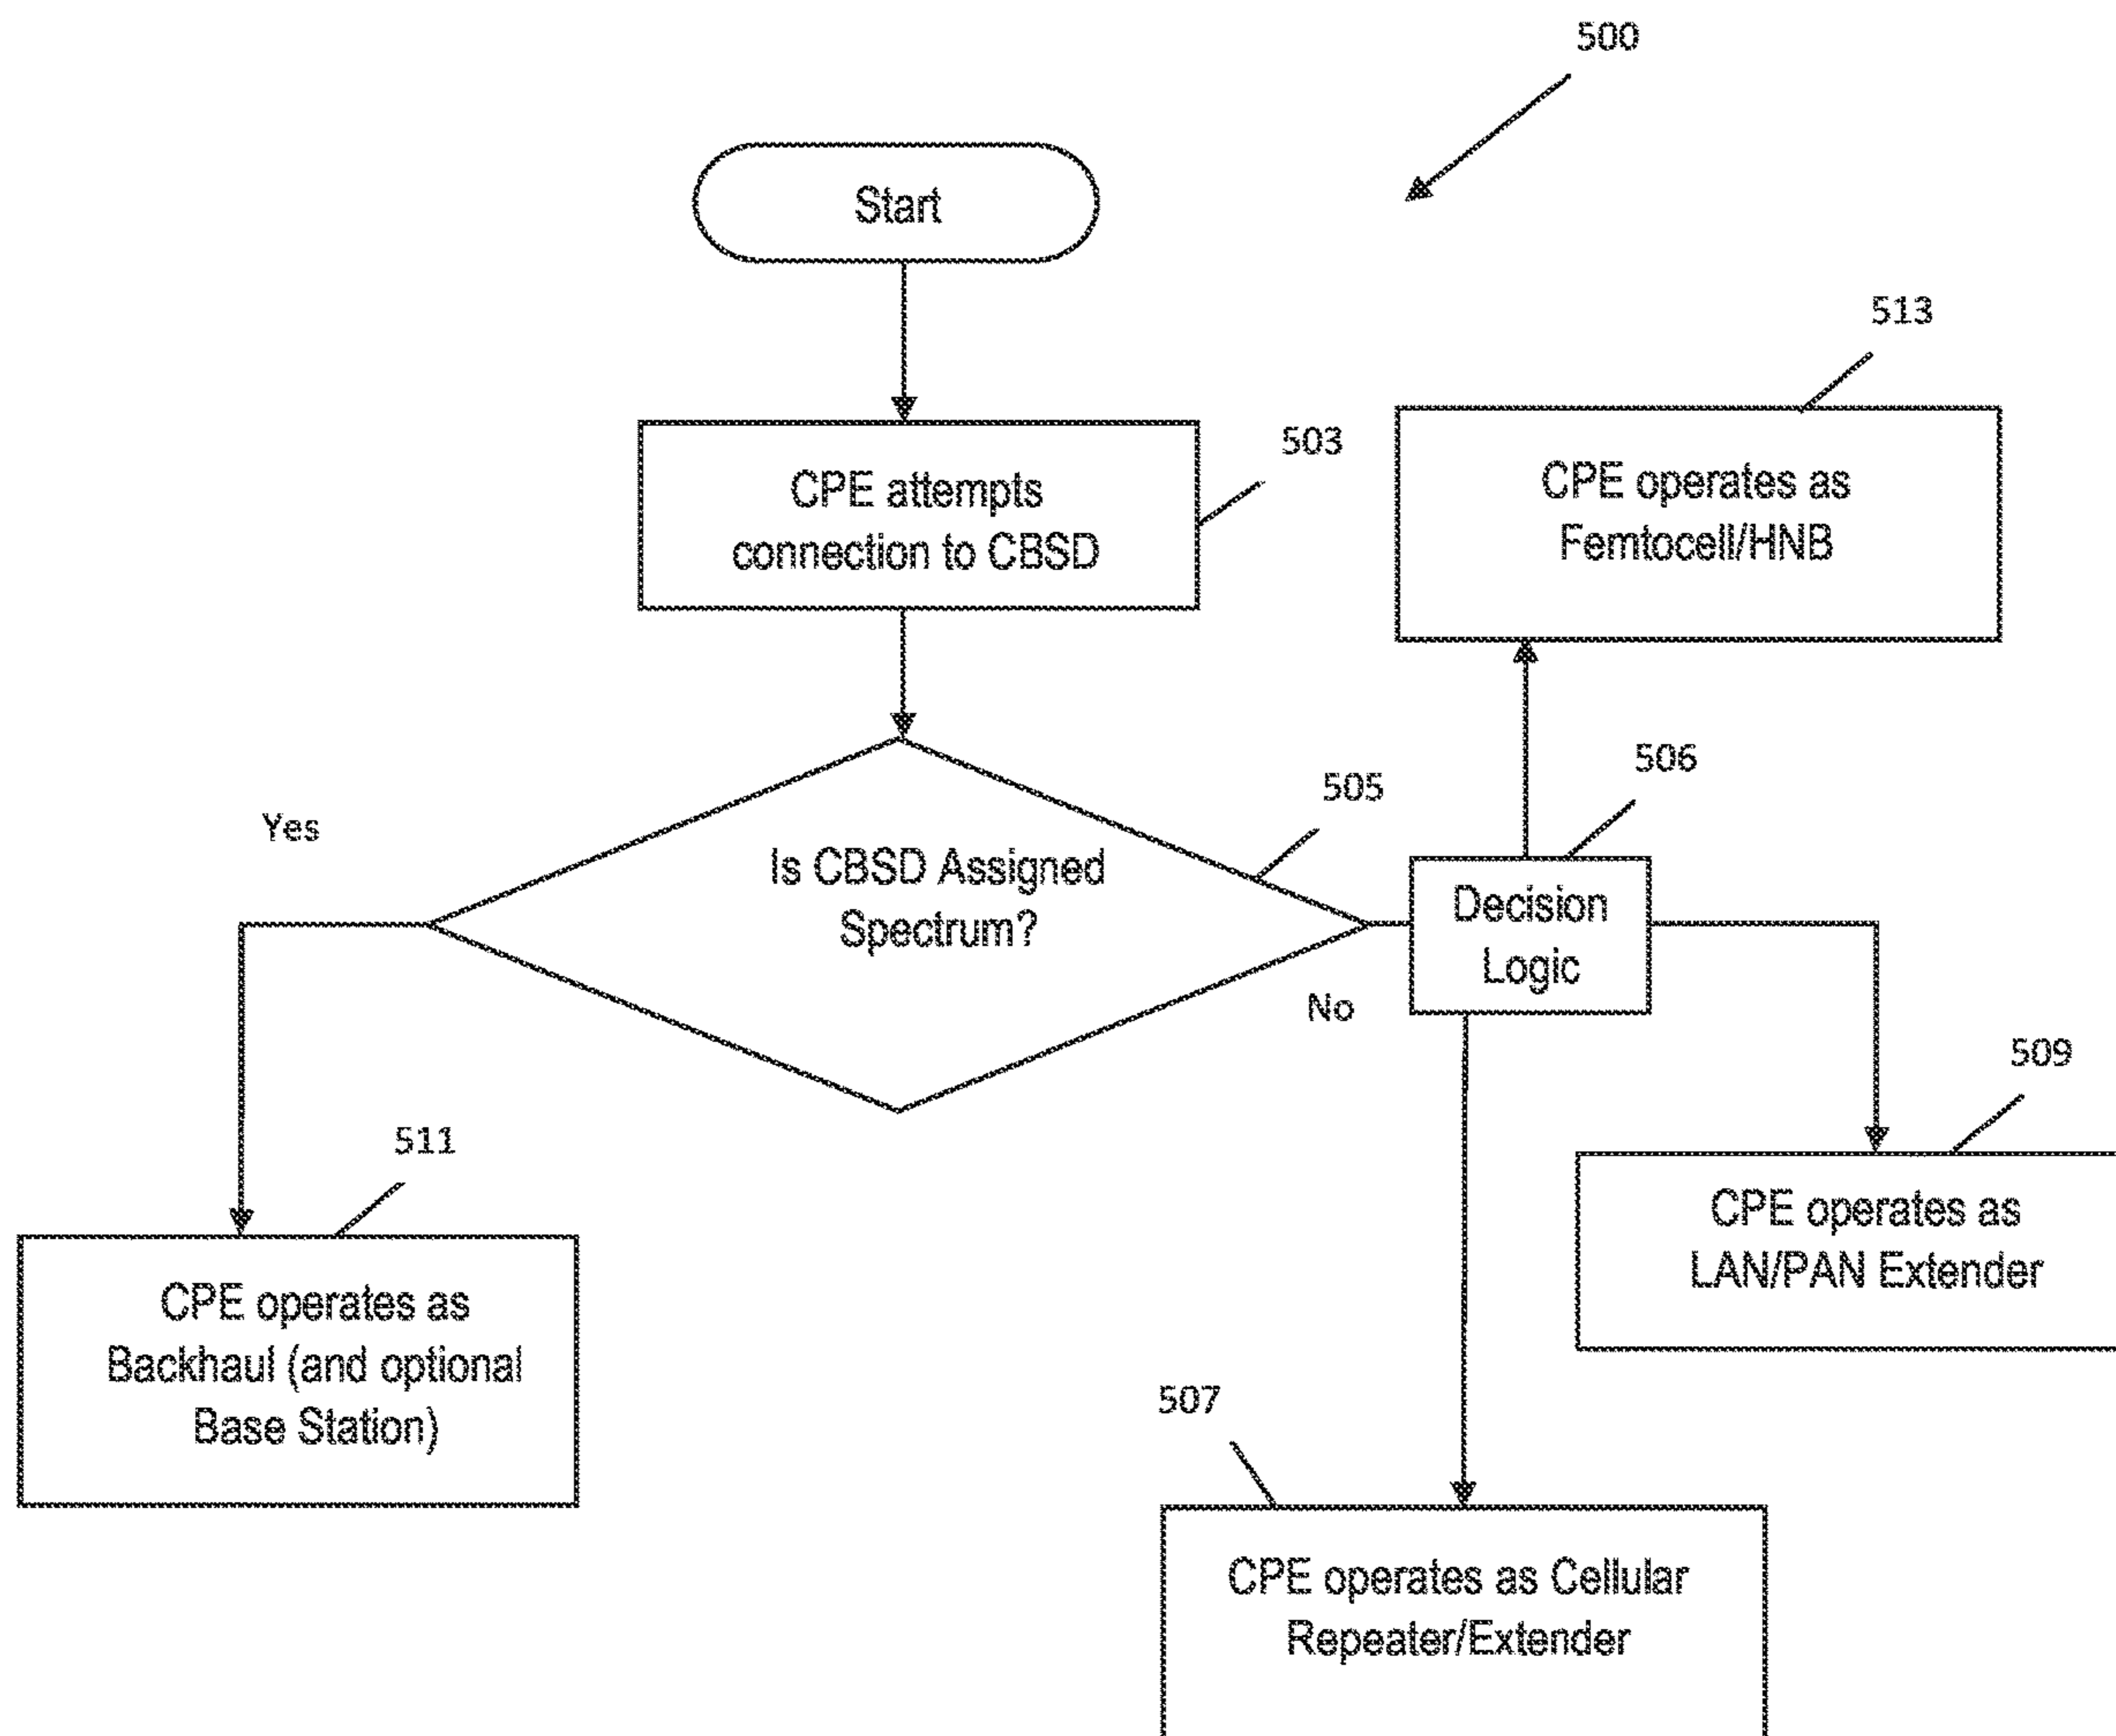 500
Start
513
503
CPE attempts
connection to CBSD
CPE operates as
Femtocell/HNB
506
505
Yes
Is CBSD Assigned
Spectrum?
Decision
Logic
No
509
511
CPE operates as
LAN/PAN Extender
CPE operates as
Backhaul (and optional
Base Station)
507
CPE operates as Cellular
Repeater/Extender